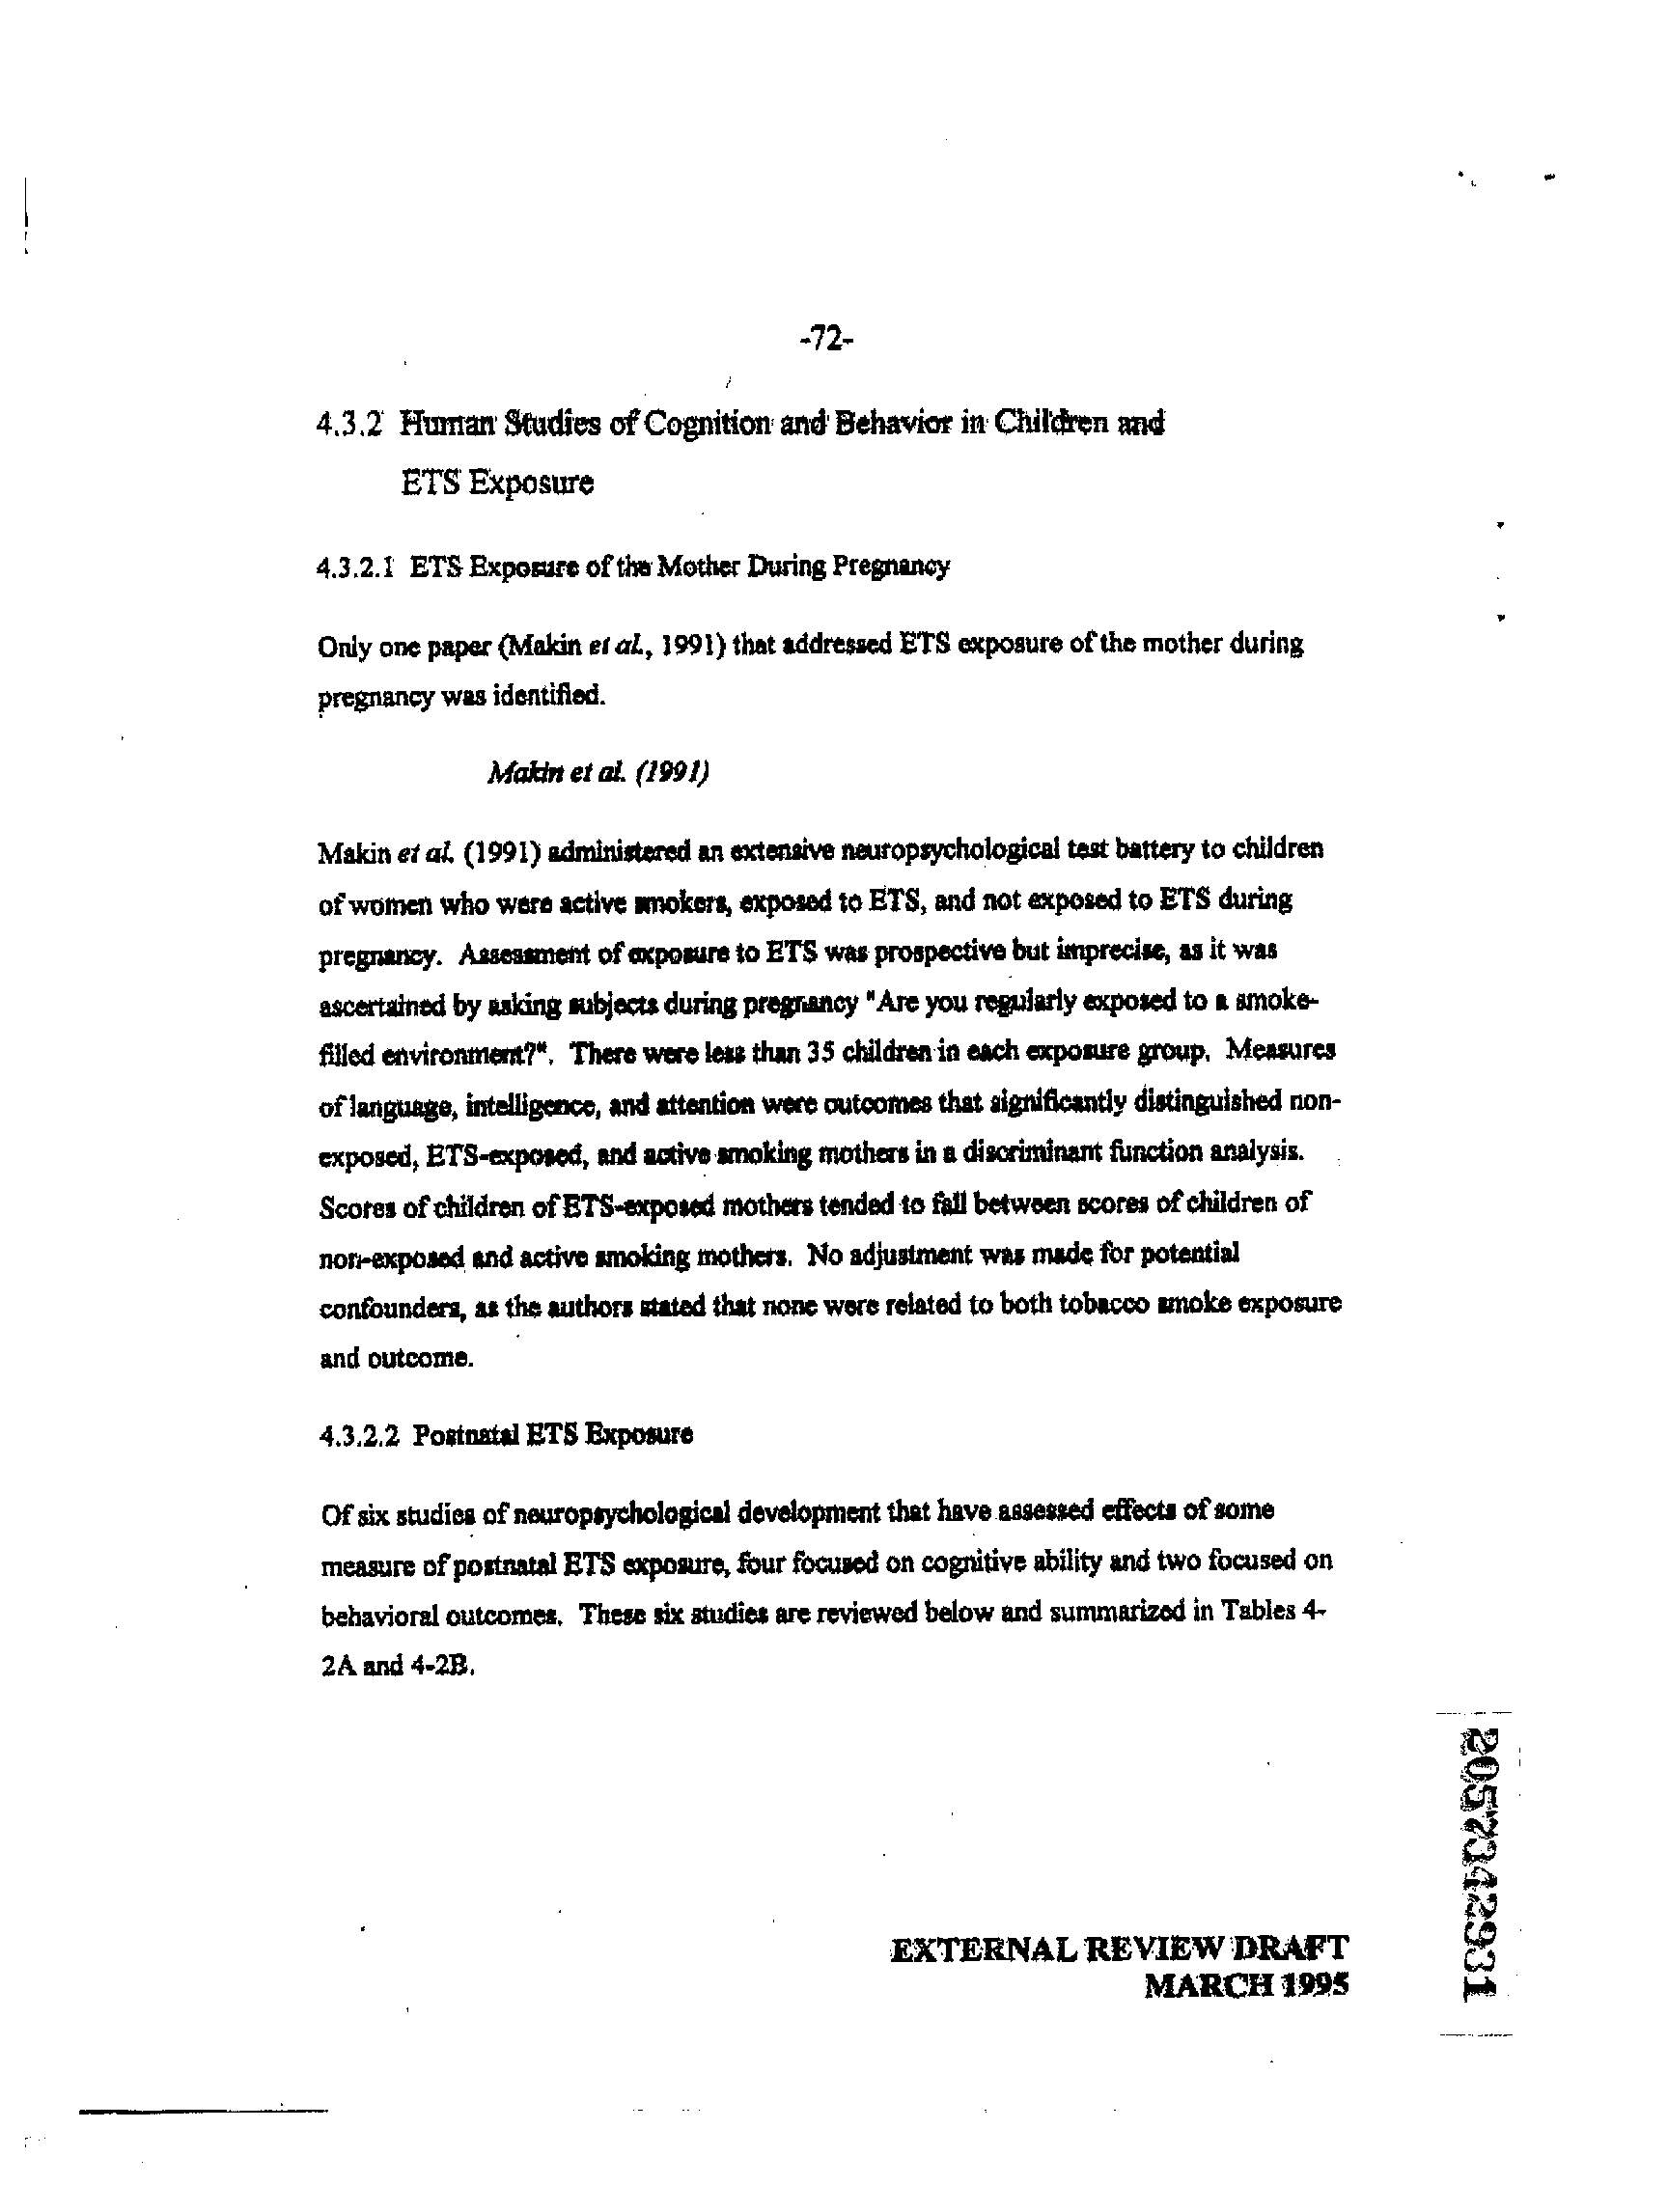 -72-
4.3.2 Human Studies of Cognition and Behavior in Children and
ETS Exposure
4.3.2.1 ETS Exposure of the Mother During Pregnancy
Only one paper (Makin et al., 1991) that addressed ETS exposure of the mother during
pregnancy was identified.
Makin et al. (1991)
Makin et al. (1991) administered an extensive neuropsychological test battery to children
of women who were active smokers, exposed to ETS, and not exposed to ETS during
pregnancy. Assessment of exposure to ETS was prospective but imprecise, as it was
ascertained by asking subjects during pregnancy "Are you regularly exposed to a smoke-
filled environment?". There were less than 35 children in each exposure group. Measures
of language, intelligence, and attention were outcomes that significantly distinguished non-
exposed, ETS-exposed, and active smoking mothers in a discriminant function analysis.
Scores of children of ETS-exposed mothers tended to fall between scores of children of
non-exposed and active smoking mothers. No adjustment was made for potential
confounders, as the authors stated that none were related to both tobacco smoke exposure
and outcome.
4.3.2.2 Postnatal ETS Exposure
Of six studies of neuropsychological development that have assessed effects of some
measure of postnatal ETS exposure, four focused on cognitive ability and two focused on
behavioral outcomes. These six studies are reviewed below and summarized in Tables 4-
2A and 4-2B.
EXTERNAL REVIEW DRAFT
MARCH 1995
2057342931